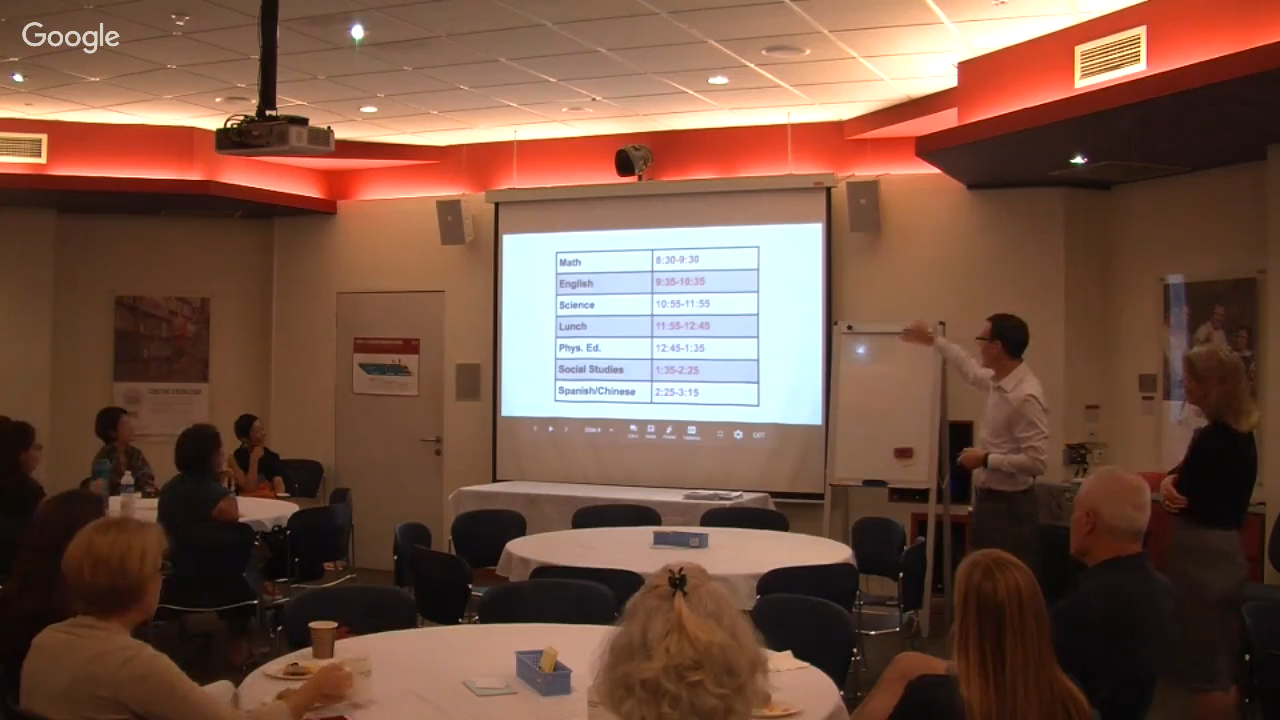 Google
Math 8:30-9:30
English 9:35-10:35
Science 10:55-11:55
Lunch 11:55-12:45
Phys. Ed. 12:45-1:35
Social Studies 1:35-2:25
Spanish/Chinese 2:25-3:15
CONTENT KNOWLEDGE